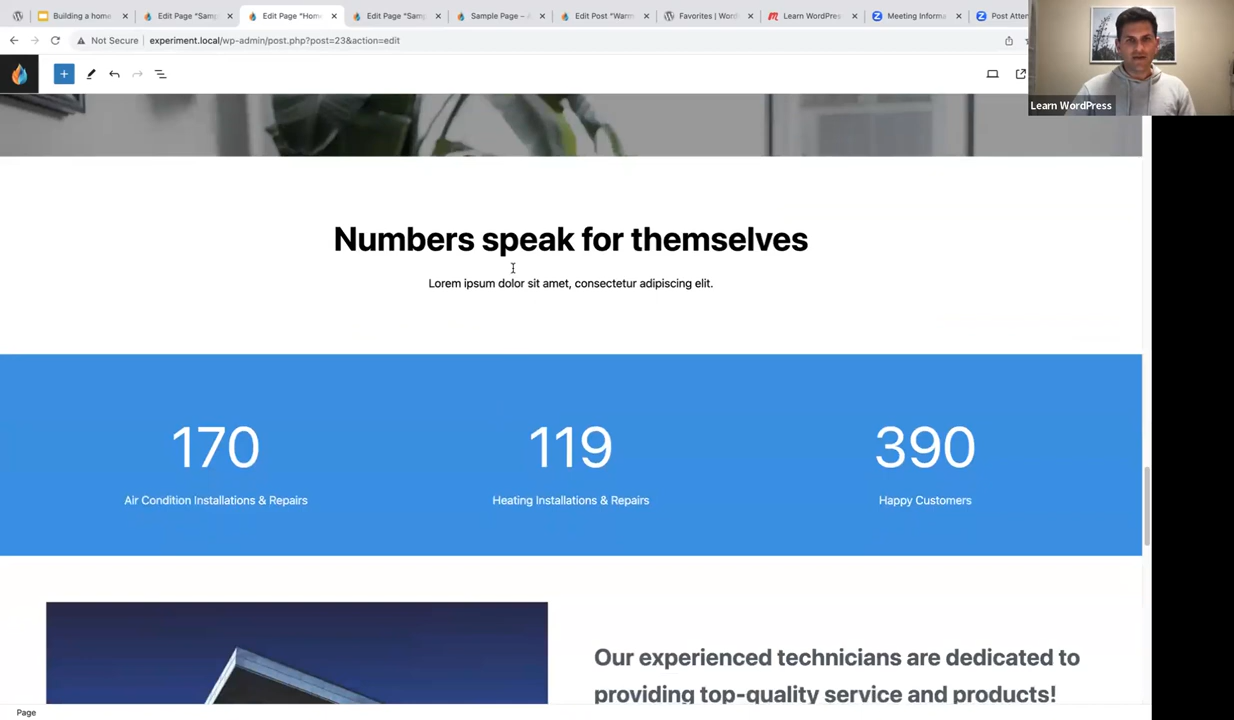 Building a home
Edit Page “Samp
Edit Page “Hom
Edit Page “Samp
Sample Page –
Edit Post “Warm
Favorites | Word
Learn WordPress
Meeting Informa
Post Atten
Not Secure
experiment.local/wp-admin/post.php?post=23&action=edit
Learn WordPress
Numbers speak for themselves
Lorem ipsum dolor sit amet, consectetur adipiscing elit.
170
119
390
Air Condition Installations & Repairs
Heating Installations & Repairs
Happy Customers
Our experienced technicians are dedicated to
providing top-quality service and products!
Page